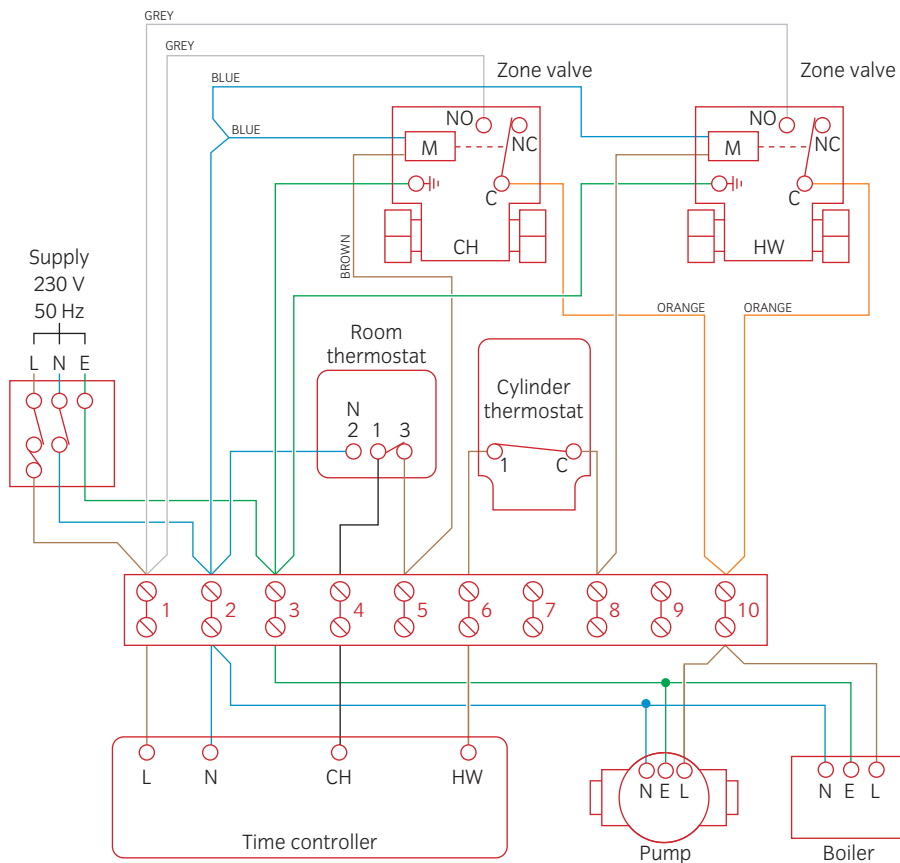 GREY
GREY
Zone valve
Zone valve
BLUE
BLUE
NO
NC
M
C
CH
NO
NC
M
C
HW
BROWN
ORANGE
ORANGE
Supply
230 V
50 Hz
L N E
Room
thermostat
N
2 1 3
Cylinder
thermostat
1 C
1 2 3 4 5 6 7 8 9 10
L N CH HW
Time controller
N E L
Pump
N E L
Boiler